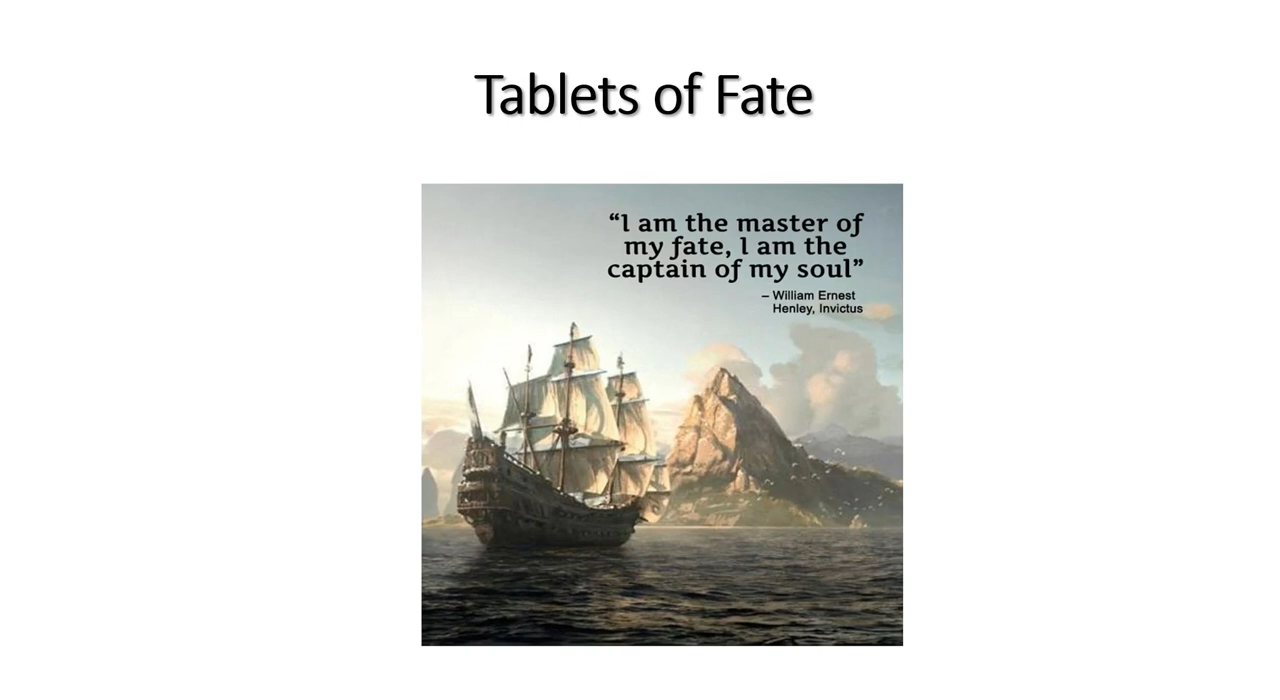 Tablets of Fate
“I am the master of
my fate, I am the
captain of my soul”
– William Ernest
Henley, Invictus